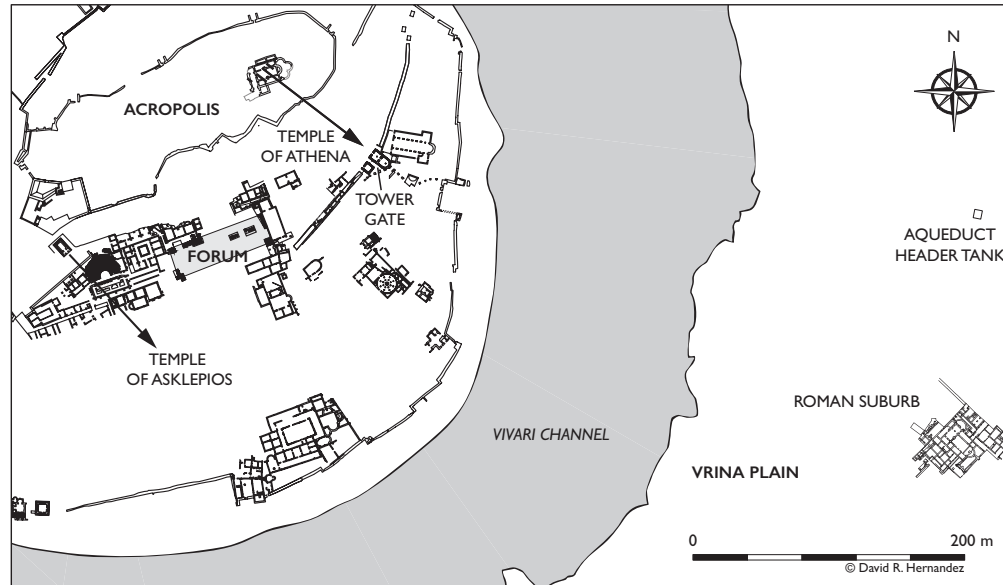 N
ACROPOLIS
TEMPLE
OF ATHENA
TOWER
GATE
FORUM
AQUEDUCT
HEADER TANK
TEMPLE
OF ASKLEPIOS
ROMAN SUBURB
VIVARI CHANNEL
VRINA PLAIN
0
200 m
© David R. Hernandez